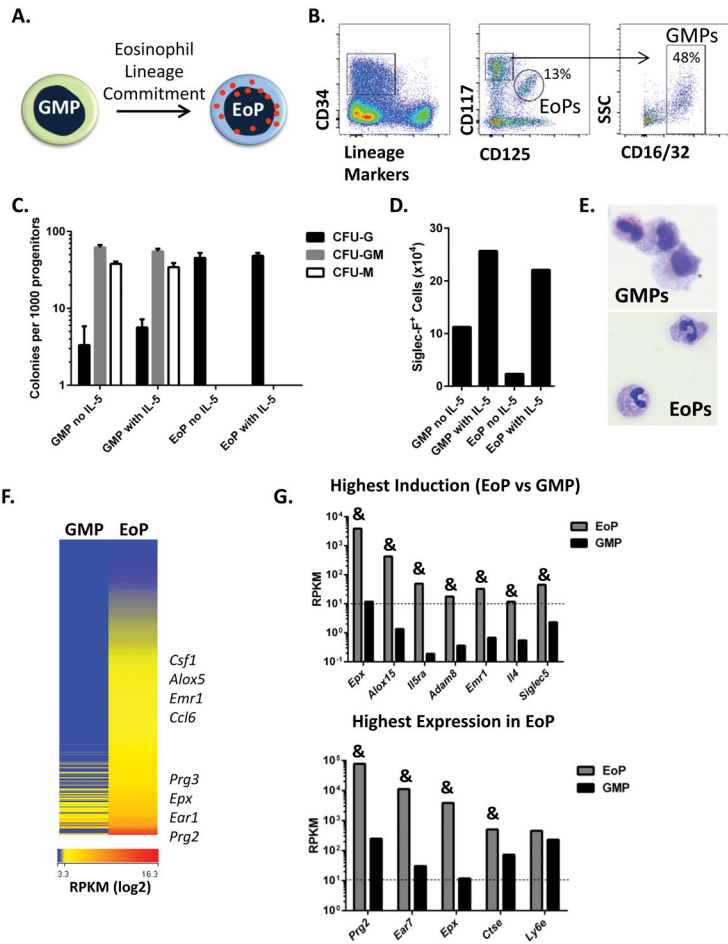 A.
Eosinophil
Lineage
Commitment
GMP
EoP
B.
CD34
Lineage
Markers
CD117
13%
EoPs
CD125
GMPs
48%
SSC
CD16/32
C.
Colonies per 1000 progenitors
100
10
1
CFU-G
CFU-GM
CFU-M
GMP no IL-5
GMP with IL-5
EoP no IL-5
EoP with IL-5
D.
Siglec-F+ Cells (x10^4)
30
20
10
0
GMP no IL-5
GMP with IL-5
EoP no IL-5
EoP with IL-5
E.
GMPs
EoPs
F.
GMP EoP
Csf1
Alox5
Emr1
Ccl6
Prg3
Epx
Ear1
Prg2
3.3 16.3
RPKM (log2)
G.
Highest Induction (EoP vs GMP)
RPKM
10^4
10^3
10^2
10^1
10^0
10^-1
& & & & & & &
EoP
GMP
Epx
Alox15
Il5ra
Adam8
Emr1
Il4
Siglec5
Highest Expression in EoP
RPKM
10^5
10^4
10^3
10^2
10^1
10^0
& & & &
EoP
GMP
Prg2
Ear7
Epx
Ctse
Ly6e